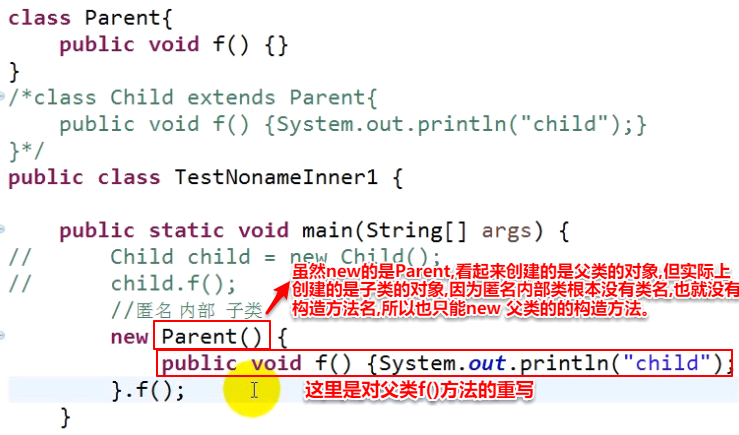 class Parent{
public void f() {}
}
/*class Child extends Parent{
public void f() {System.out.println("child");}
}*/
public class TestNonameInner1 {
public static void main(String[] args) {
// Child child = new Child();
// child.f();
虽然new的是Parent,看起来创建的是父类的对象,但实际上
创建的是子类的对象,因为匿名内部类根本没有类名,也就没有
构造方法名,所以也只能new 父类的的构造方法。
//匿名 内部 子类
new Parent() {
public void f() {System.out.println("child");
}.f();
这里是对父类f()方法的重写
}